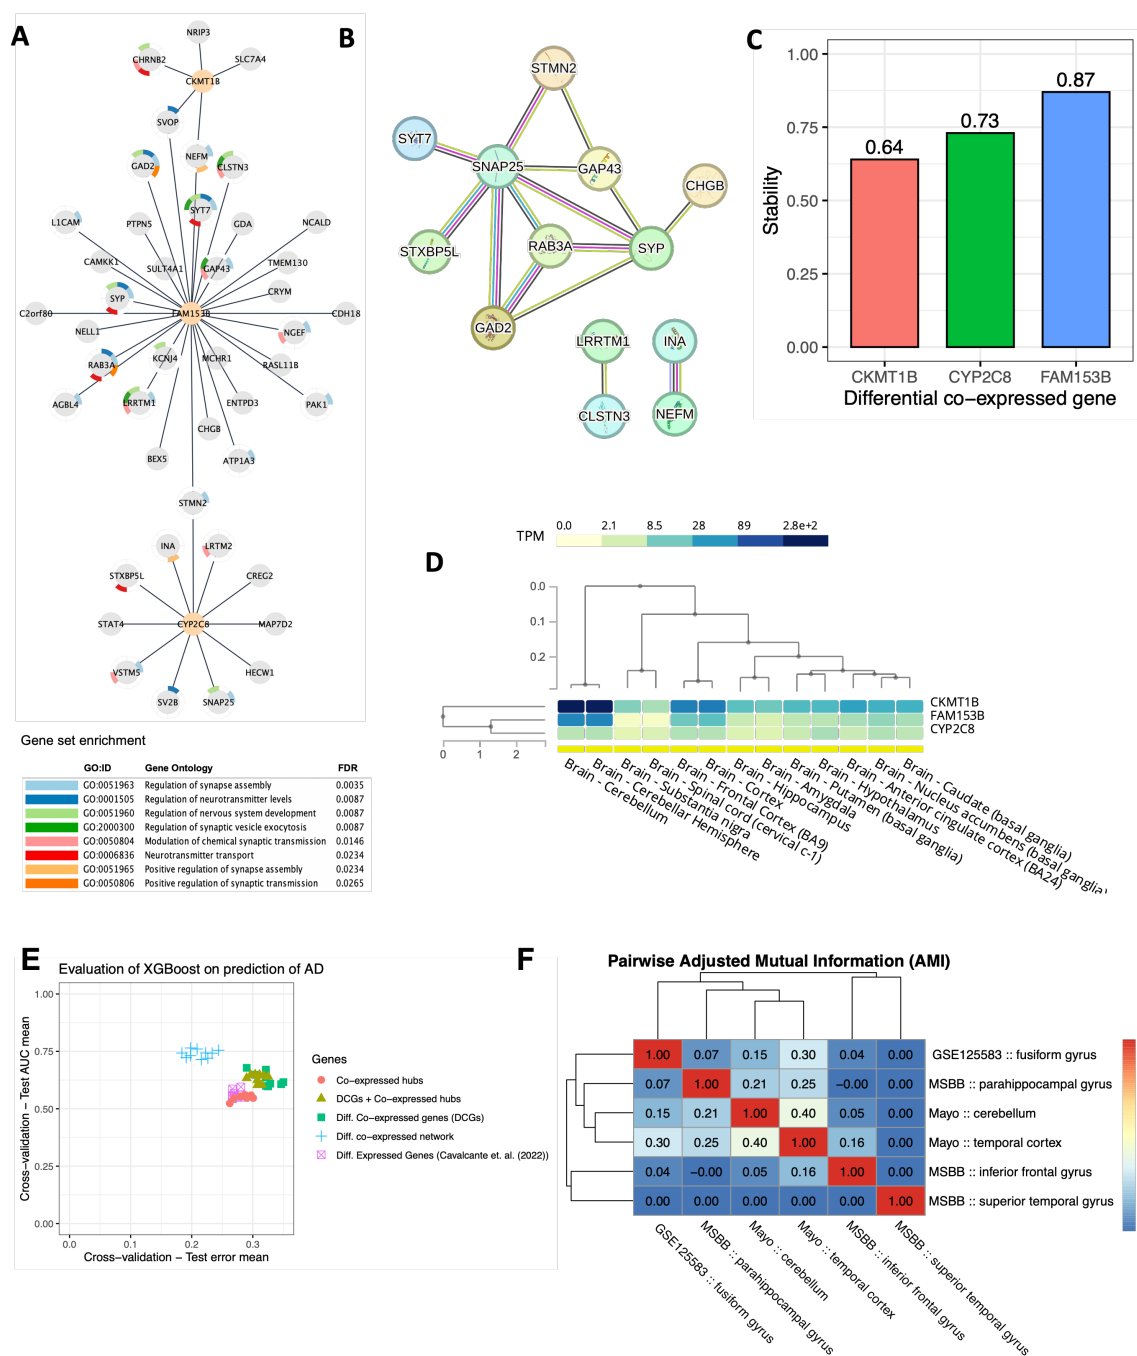 A
NRIP3
CHRNB2
SLC7A4
CKMT1B
SVOP
GAD2
NEFM
CLSTN3
SYT7
L1CAM
PTPN5
GDA
NCALD
CAMKK1
SULT4A1
GAP43
TMEM130
SYP
CRYM
C2orf80
FAM153B
CDH18
NELL1
NGEF
RAB3A
KCNJ4
MCHR1
RASL11B
AGBL4
LRRTM1
ENTPD3
PAK1
CHGB
BEX5
ATP1A3
STMN2
INA
LRTM2
STXBP5L
CREG2
STAT4
CYP2C8
MAP7D2
VSTM5
HECW1
SV2B
SNAP25
Gene set enrichment
GO:ID Gene Ontology FDR
GO:0051963 Regulation of synapse assembly 0.0035
GO:0001505 Regulation of neurotransmitter levels 0.0087
GO:0051960 Regulation of nervous system development 0.0087
GO:2000300 Regulation of synaptic vesicle exocytosis 0.0087
GO:0050804 Modulation of chemical synaptic transmission 0.0146
GO:0006836 Neurotransmitter transport 0.0234
GO:0051965 Positive regulation of synapse assembly 0.0234
GO:0050806 Positive regulation of synaptic transmission 0.0265
B
STMN2
SYT7
SNAP25
GAP43
CHGB
STXBP5L
RAB3A
SYP
GAD2
LRRTM1
INA
CLSTN3
NEFM
C
Stability
1.00
0.75
0.50
0.25
0.00
0.64
0.73
0.87
CKMT1B CYP2C8 FAM153B
Differential co-expressed gene
D
TPM
0.0 2.1 8.5 28 89 2.8e+2
0.0
0.1
0.2
CKMT1B
FAM153B
CYP2C8
0 1 2
Brain - Cerebellum
Brain - Cerebellar Hemisphere
Brain - Substantia nigra
Brain - Spinal cord (cervical c-1)
Brain - Frontal Cortex (BA9)
Brain - Cortex
Brain - Hippocampus
Brain - Amygdala
Brain - Putamen (basal ganglia)
Brain - Hypothalamus
Brain - Anterior cingulate cortex (BA24)
Brain - Nucleus accumbens (basal ganglia)
Brain - Caudate (basal ganglia)
E
Evaluation of XGBoost on prediction of AD
Cross−validation − Test AUC mean
1.00
0.75
0.50
0.25
0.00
0.0 0.1 0.2 0.3
Cross−validation − Test error mean
Genes
Co−expressed hubs
DCGs + Co−expressed hubs
Diff. Co−expressed genes (DCGs)
Diff. co−expressed network
Diff. Expressed Genes (Cavalcante et. al. (2022))
F
Pairwise Adjusted Mutual Information (AMI)
1.00 0.07 0.15 0.30 0.04 0.00 GSE125583 :: fusiform gyrus
0.07 1.00 0.21 0.25 −0.00 0.00 MSBB :: parahippocampal gyrus
0.15 0.21 1.00 0.40 0.05 0.00 Mayo :: cerebellum
0.30 0.25 0.40 1.00 0.16 0.00 Mayo :: temporal cortex
0.04 −0.00 0.05 0.16 1.00 0.00 MSBB :: inferior frontal gyrus
0.00 0.00 0.00 0.00 0.00 1.00 MSBB :: superior temporal gyrus
GSE125583 :: fusiform gyrus
MSBB :: parahippocampal gyrus
Mayo :: cerebellum
Mayo :: temporal cortex
MSBB :: inferior frontal gyrus
MSBB :: superior temporal gyrus